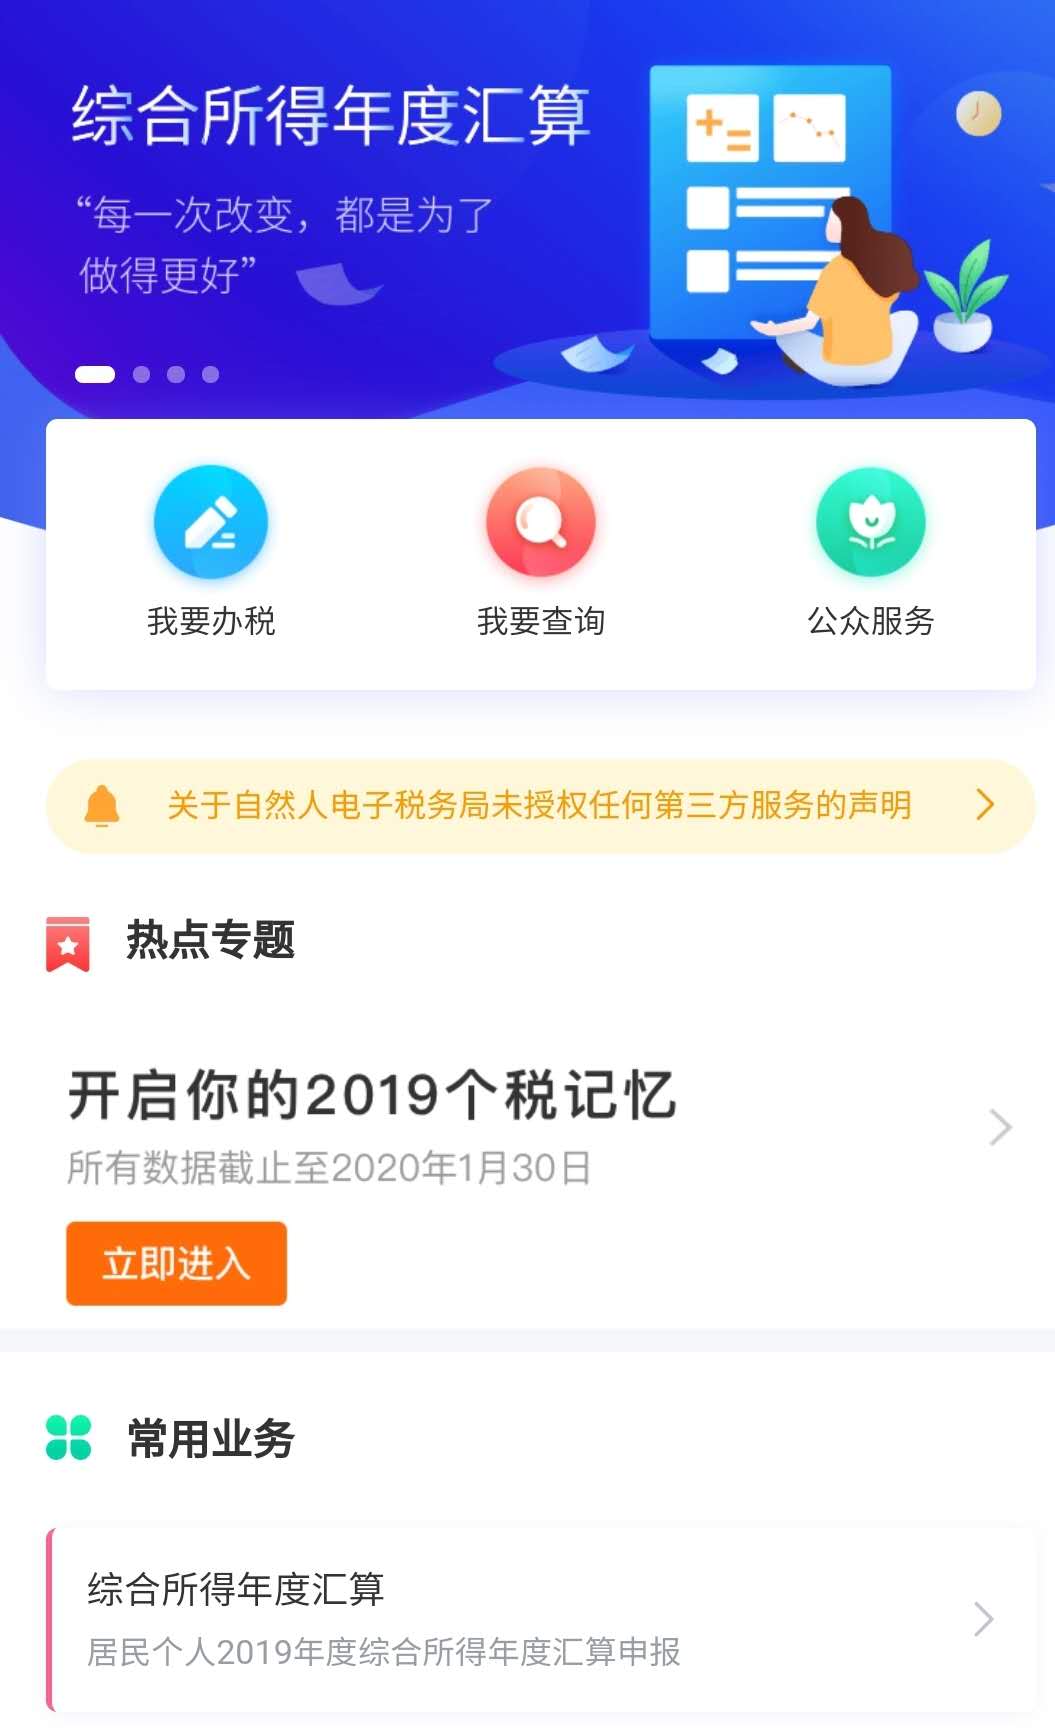 综合所得年度汇算
“每一次改变，都是为了
做得更好”
我要办税
我要查询
公众服务
关于自然人电子税务局未授权任何第三方服务的声明
热点专题
开启你的2019个税记忆
所有数据截止至2020年1月30日
立即进入
常用业务
综合所得年度汇算
居民个人2019年度综合所得年度汇算申报